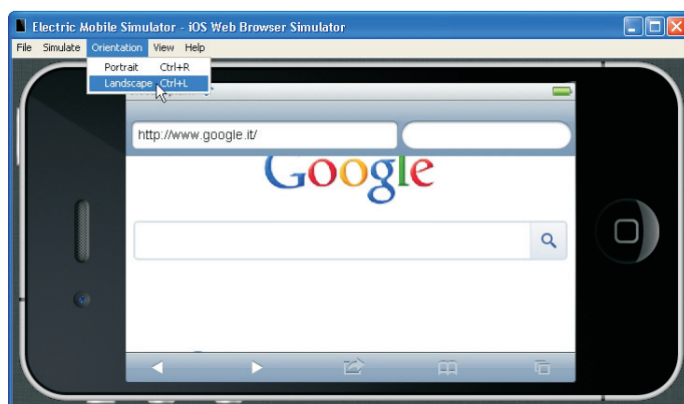 Electric Mobile Simulator - iOS Web Browser Simulator
File Simulate Orientation View Help
Portrait Ctrl+R
Landscape Ctrl+L
http://www.google.it/
Google